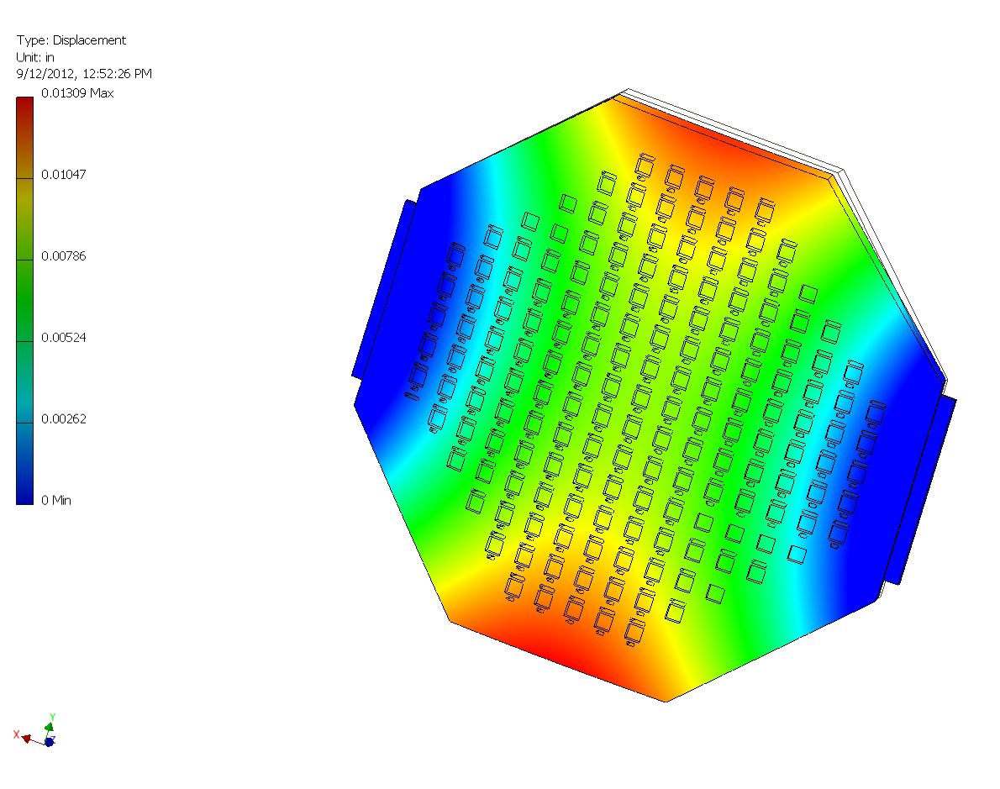 Type: Displacement
Unit: in
9/12/2012, 12:52:26 PM
0.01309 Max
0.01047
0.00786
0.00524
0.00262
0 Min
Y
X
Z